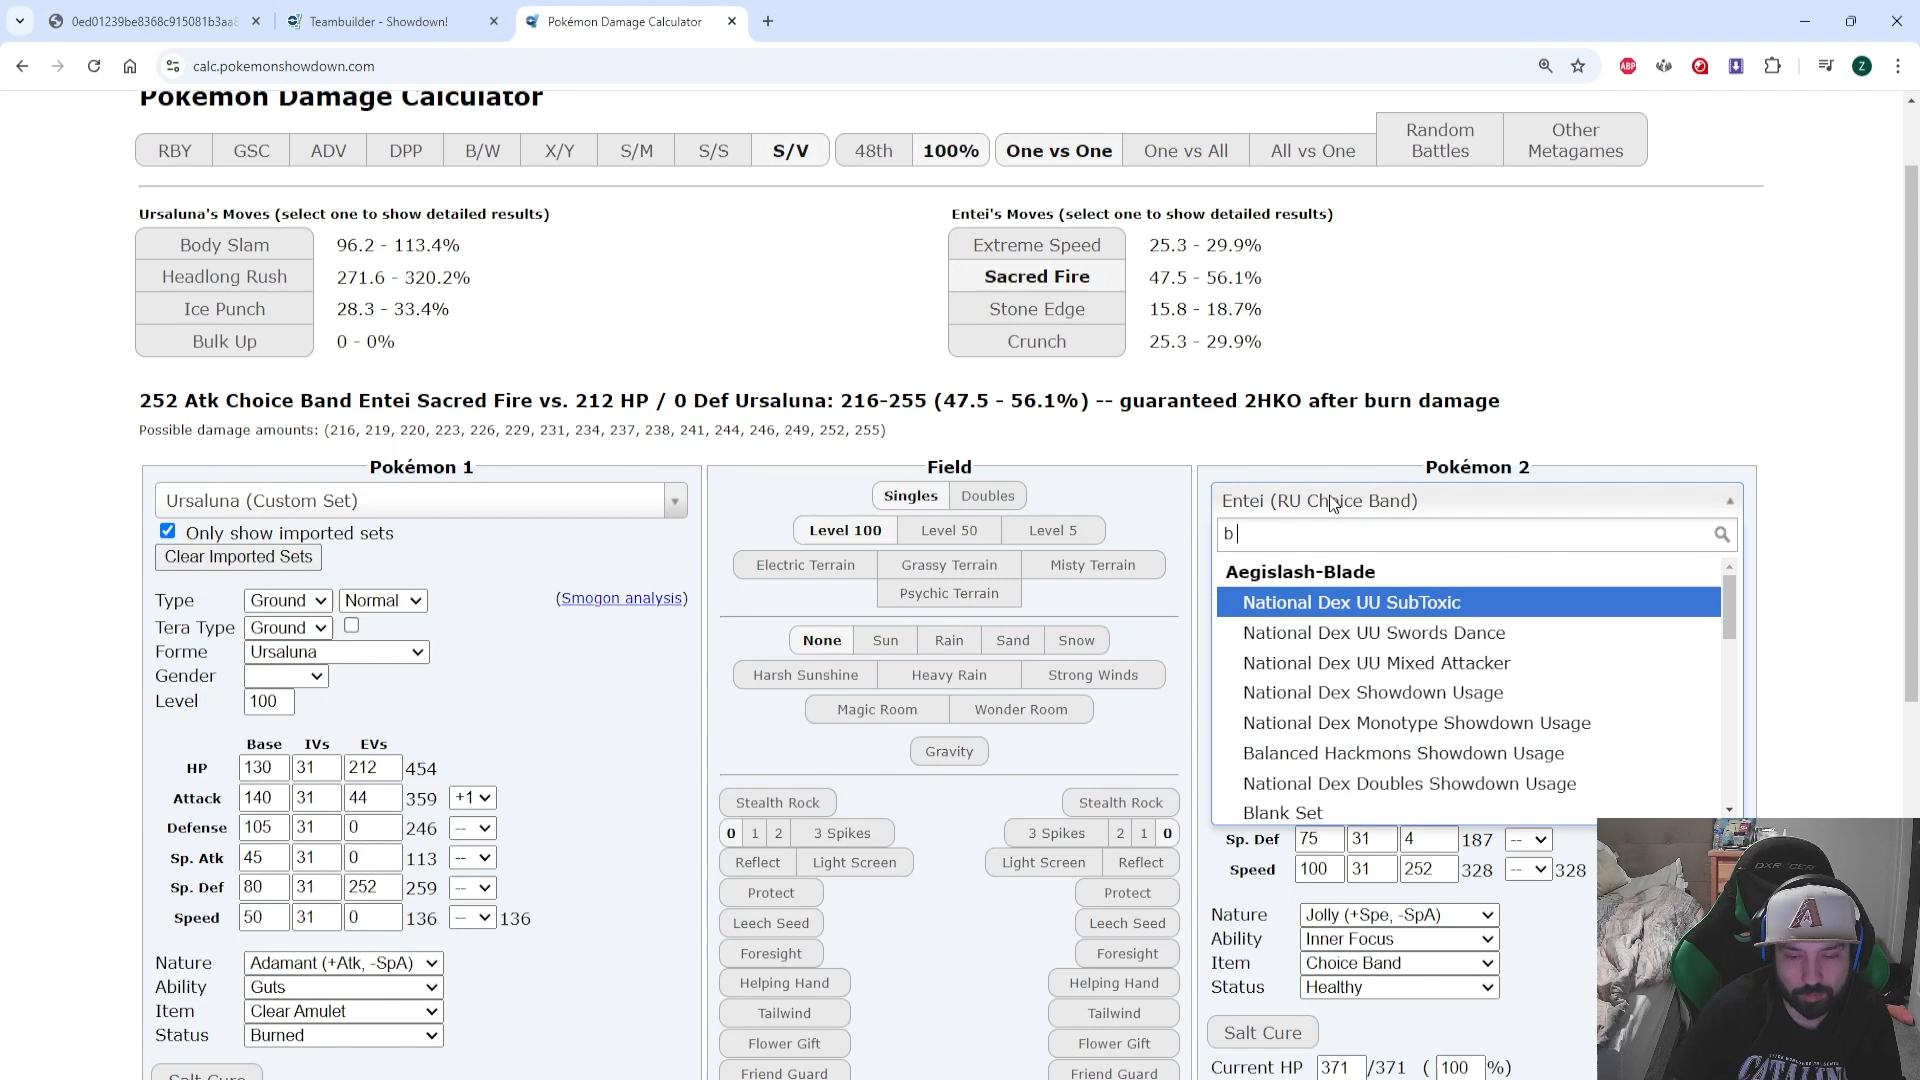 0ed01239be8368c915081b3aa8
Teambuilder - Showdown!
Pokémon Damage Calculator
calc.pokemonshowdown.com
ABP
Z
Pokémon Damage Calculator
RBY GSC ADV DPP B/W X/Y S/M S/S S/V 48th 100% One vs One One vs All All vs One Random Battles Other Metagames
Ursaluna's Moves (select one to show detailed results)
Body Slam 96.2 - 113.4%
Headlong Rush 271.6 - 320.2%
Ice Punch 28.3 - 33.4%
Bulk Up 0 - 0%
Entei's Moves (select one to show detailed results)
Extreme Speed 25.3 - 29.9%
Sacred Fire 47.5 - 56.1%
Stone Edge 15.8 - 18.7%
Crunch 25.3 - 29.9%
252 Atk Choice Band Entei Sacred Fire vs. 212 HP / 0 Def Ursaluna: 216-255 (47.5 - 56.1%) -- guaranteed 2HKO after burn damage
Possible damage amounts: (216, 219, 220, 223, 226, 229, 231, 234, 237, 238, 241, 244, 246, 249, 252, 255)
Pokémon 1
Ursaluna (Custom Set)
Only show imported sets
Clear Imported Sets
Type Ground Normal (Smogon analysis)
Tera Type Ground
Forme Ursaluna
Gender
Level 100
Base IVs EVs
HP 130 31 212 454
Attack 140 31 44 359 +1
Defense 105 31 0 246 --
Sp. Atk 45 31 0 113 --
Sp. Def 80 31 252 259 --
Speed 50 31 0 136 -- 136
Nature Adamant (+Atk, -SpA)
Ability Guts
Item Clear Amulet
Status Burned
Salt Cure
Field
Singles Doubles
Level 100 Level 50 Level 5
Electric Terrain Grassy Terrain Misty Terrain
Psychic Terrain
None Sun Rain Sand Snow
Harsh Sunshine Heavy Rain Strong Winds
Magic Room Wonder Room
Gravity
Stealth Rock Stealth Rock
0 1 2 3 Spikes 3 Spikes 2 1 0
Reflect Light Screen Light Screen Reflect
Protect Protect
Leech Seed Leech Seed
Foresight Foresight
Helping Hand Helping Hand
Tailwind Tailwind
Flower Gift Flower Gift
Friend Guard Friend Guard
Pokémon 2
Entei (RU Choice Band)
b
Aegislash-Blade
National Dex UU SubToxic
National Dex UU Swords Dance
National Dex UU Mixed Attacker
National Dex Showdown Usage
National Dex Monotype Showdown Usage
Balanced Hackmons Showdown Usage
National Dex Doubles Showdown Usage
Blank Set
Sp. Def 75 31 4 187 --
Speed 100 31 252 328 -- 328
Nature Jolly (+Spe, -SpA)
Ability Inner Focus
Item Choice Band
Status Healthy
Salt Cure
Current HP 371 /371 ( 100 %)
DXRACER
A
CATALINA